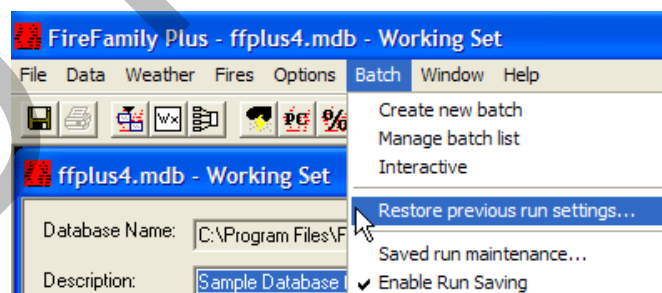 FireFamily Plus - ffplus4.mdb - Working Set
File Data Weather Fires Options Batch Window Help
Wx PC %
Create new batch
Manage batch list
Interactive
ffplus4.mdb - Working Set
Restore previous run settings...
Database Name: C:\Program Files\F
Saved run maintenance...
Description: Sample Database
✓ Enable Run Saving